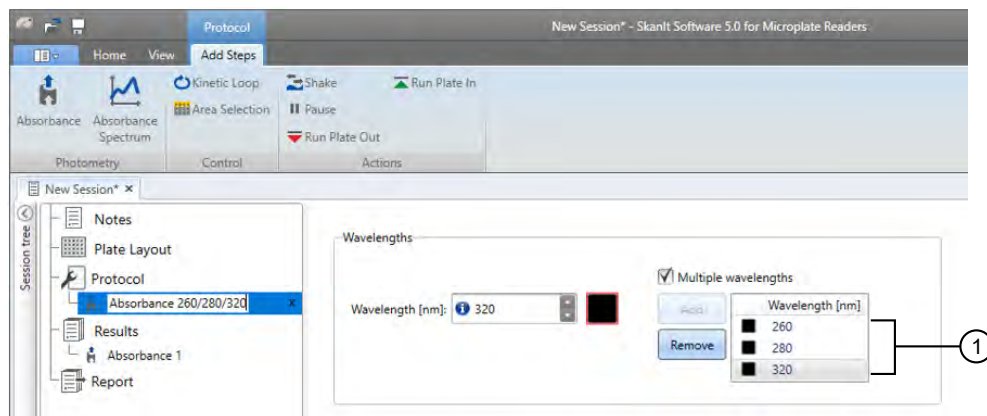 Protocol
New Session* - SkanIt Software 5.0 for Microplate Readers
Home View Add Steps
Absorbance
Absorbance Spectrum
Photometry
Kinetic Loop
Area Selection
Control
Shake
Pause
Run Plate Out
Run Plate In
Actions
New Session* ×
Session tree
Notes
Plate Layout
Protocol
Absorbance 260/280/320 ×
Results
Absorbance 1
Report
Wavelengths
Wavelength [nm]: 320
Multiple wavelengths
Add
Remove
Wavelength [nm]
260
280
320
1